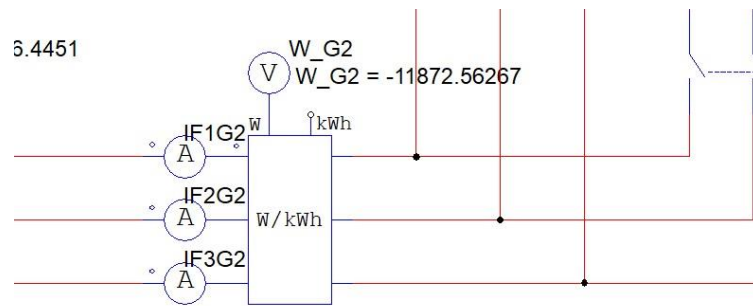 6.4451
W_G2
V
W_G2 = -11872.56267
W
kWh
IF1G2
A
IF2G2
A
W/kWh
IF3G2
A